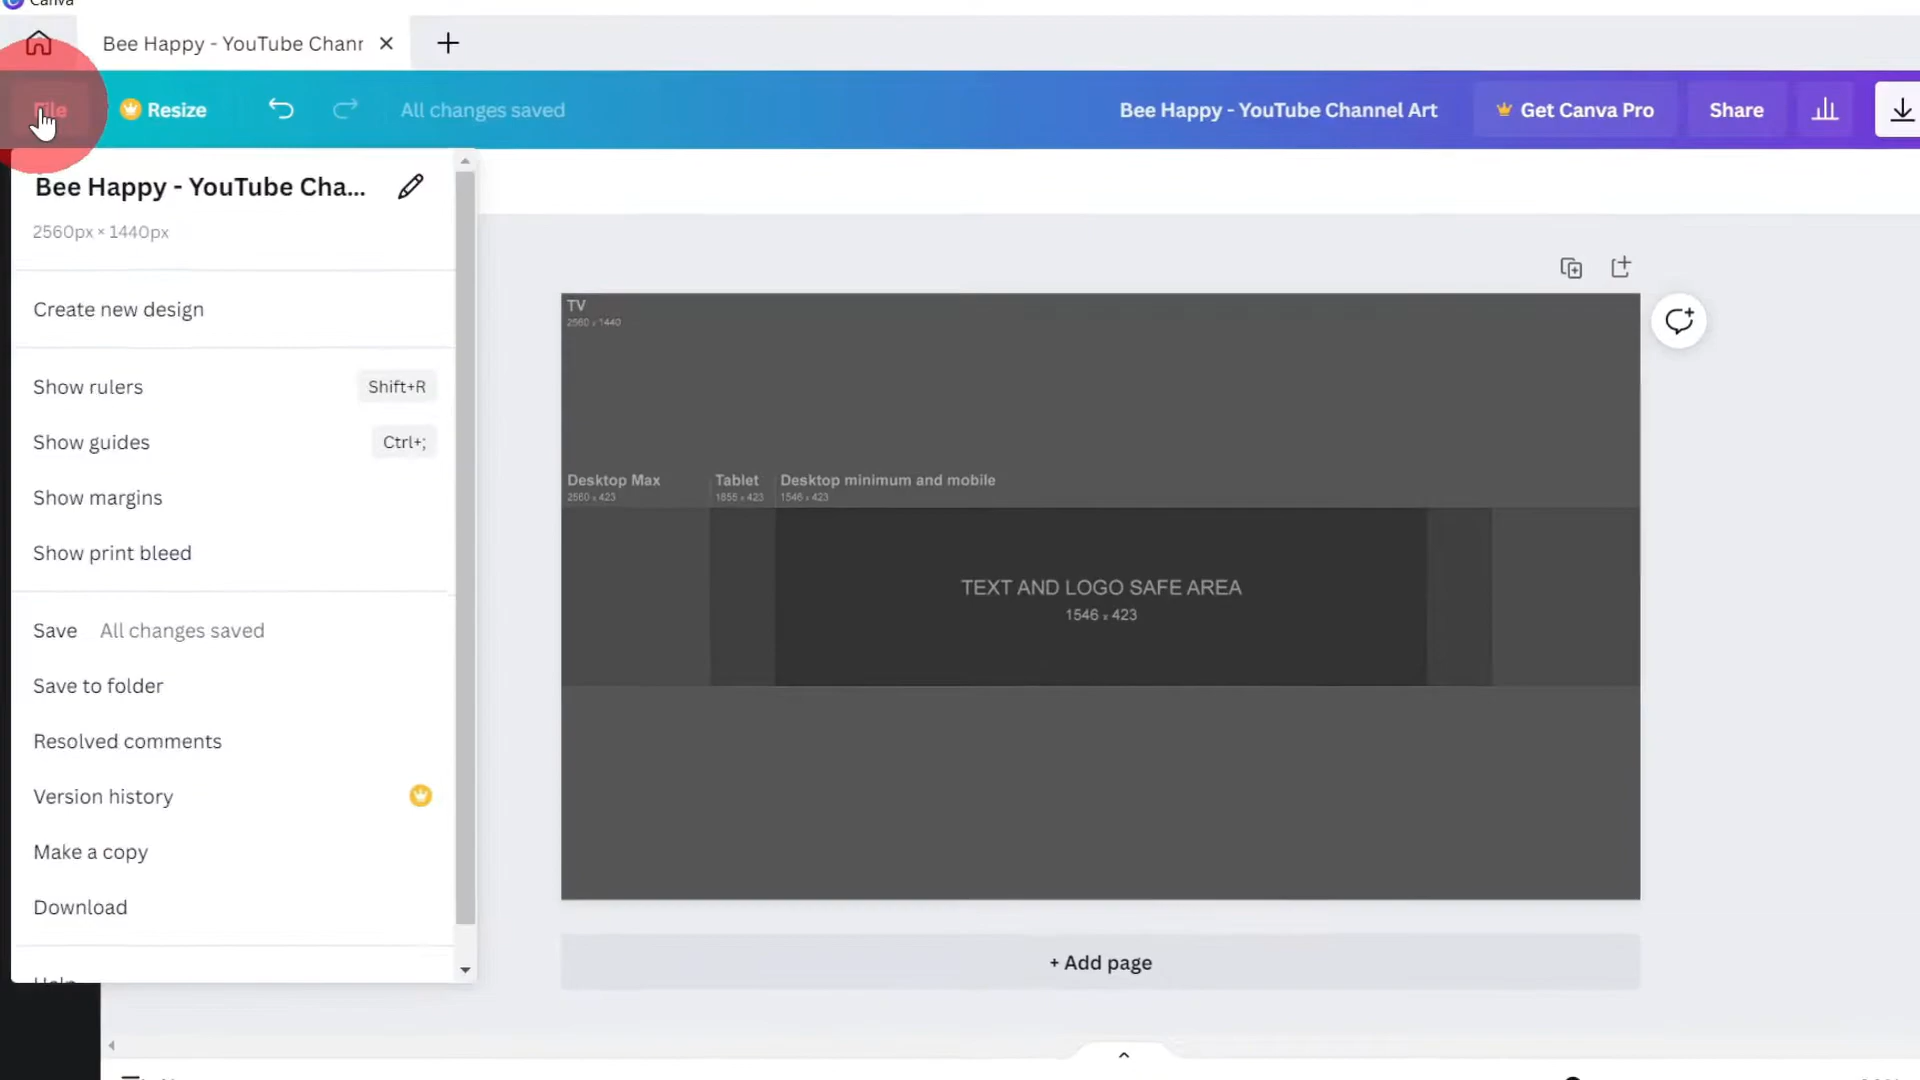 Canva
Bee Happy - YouTube Chanr
File
Resize
All changes saved
Bee Happy - YouTube Channel Art
Get Canva Pro
Share
Bee Happy - YouTube Cha...
2560px × 1440px
Create new design
Show rulers
Shift+R
Show guides
Ctrl+;
Show margins
Show print bleed
Save
All changes saved
Save to folder
Resolved comments
Version history
Make a copy
Download
Help
TV
2560 x 1440
Desktop Max
2560 x 423
Tablet
1855 x 423
Desktop minimum and mobile
1546 x 423
TEXT AND LOGO SAFE AREA
1546 x 423
+ Add page